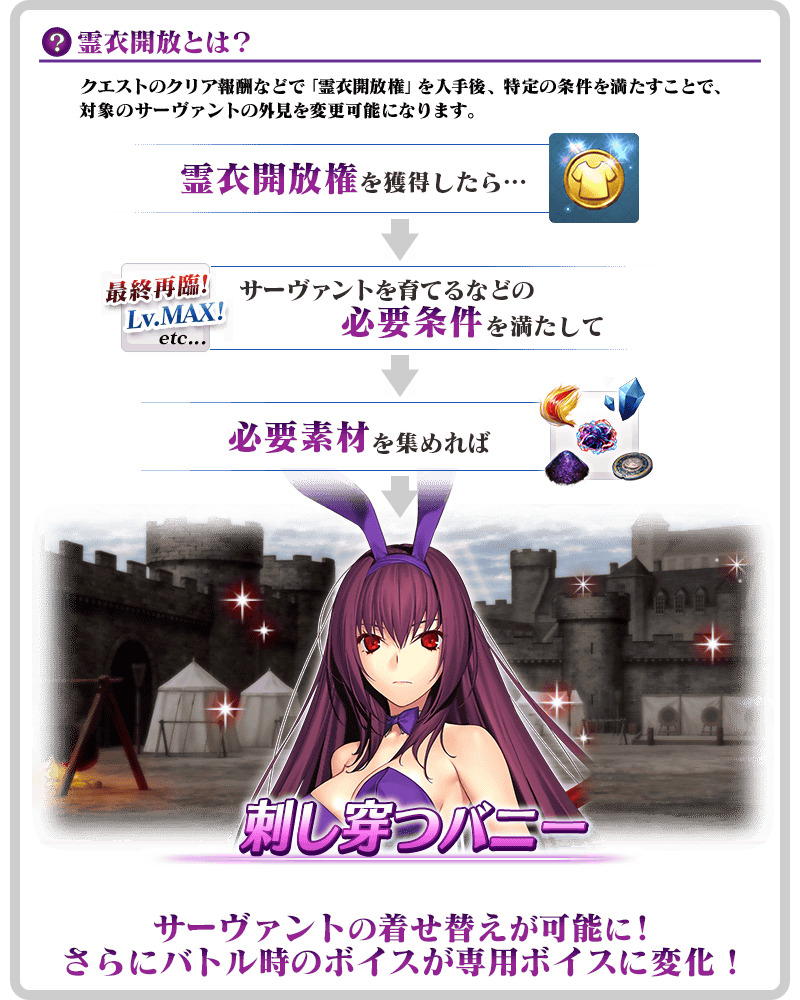 ?霊衣開放とは?
クエストのクリア報酬などで「霊衣開放権」を入手後、特定の条件を満たすことで、
対象のサーヴァントの外見を変更可能になります。
霊衣開放権を獲得したら…
最終再臨!
Lv.MAX!
etc...
サーヴァントを育てるなどの
必要条件を満たして
必要素材を集めれば
刺し穿つバニー
サーヴァントの着せ替えが可能に!
さらにバトル時のボイスが専用ボイスに変化!